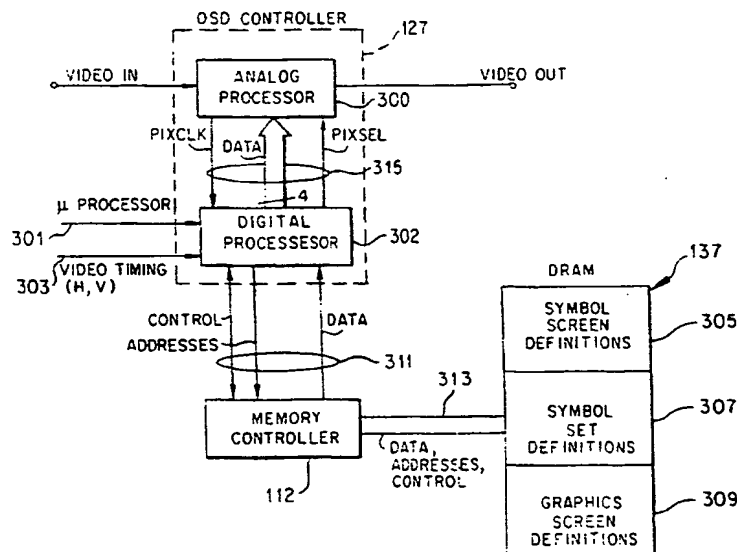 OSD CONTROLLER
127
VIDEO IN
ANALOG
PROCESSOR
VIDEO OUT
300
PIXCLK
DATA
PIXSEL
315
4
μ PROCESSOR
301
DIGITAL
PROCESSESOR
302
303
VIDEO TIMING
(H,V)
DRAM
137
CONTROL
DATA
ADDRESSES
SYMBOL
SCREEN
DEFINITIONS
305
311
313
MEMORY
CONTROLLER
112
DATA,
ADDRESSES,
CONTROL
SYMBOL
SET
DEFINITIONS
307
GRAPHICS
SCREEN
DEFINITIONS
309